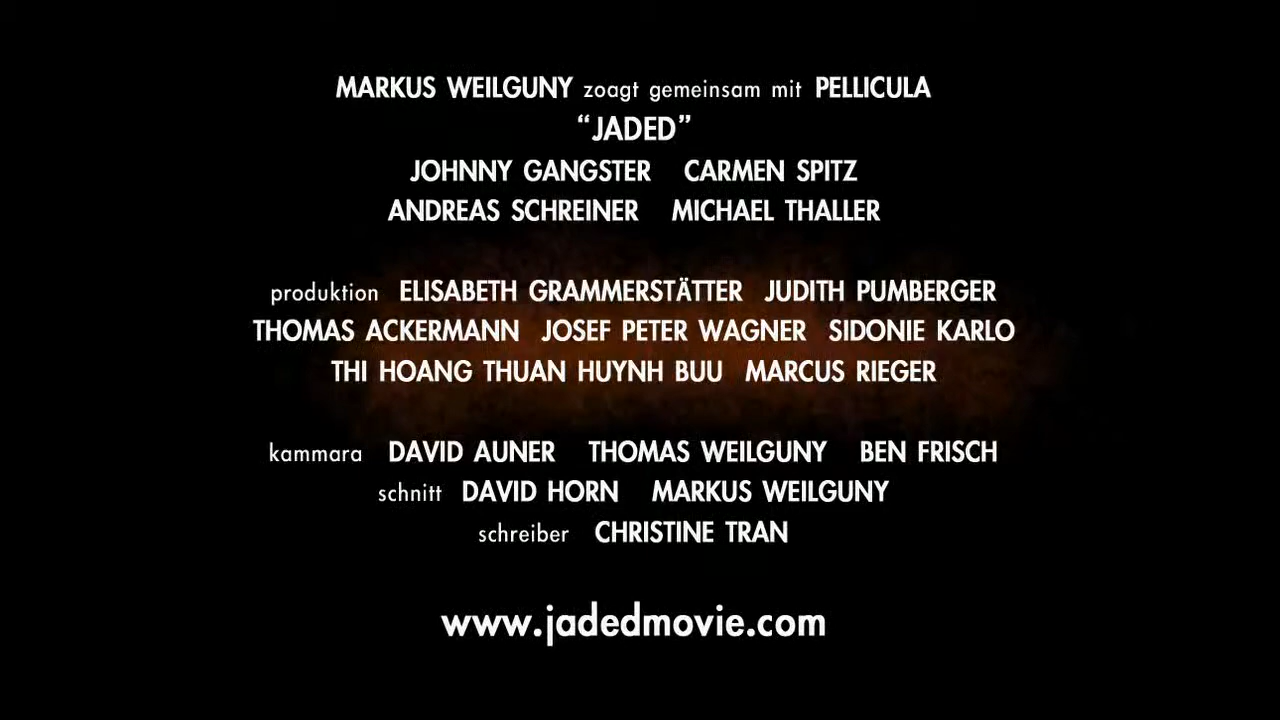 MARKUS WEILGUNY zoagt gemeinsam mit PELLICULA
“JADED”
JOHNNY GANGSTER CARMEN SPITZ
ANDREAS SCHREINER MICHAEL THALLER
produktion ELISABETH GRAMMERSTÄTTER JUDITH PUMBERGER
THOMAS ACKERMANN JOSEF PETER WAGNER SIDONIE KARLO
THI HOANG THUAN HUYNH BUU MARCUS RIEGER
kammara DAVID AUNER THOMAS WEILGUNY BEN FRISCH
schnitt DAVID HORN MARKUS WEILGUNY
schreiber CHRISTINE TRAN
www.jadedmovie.com